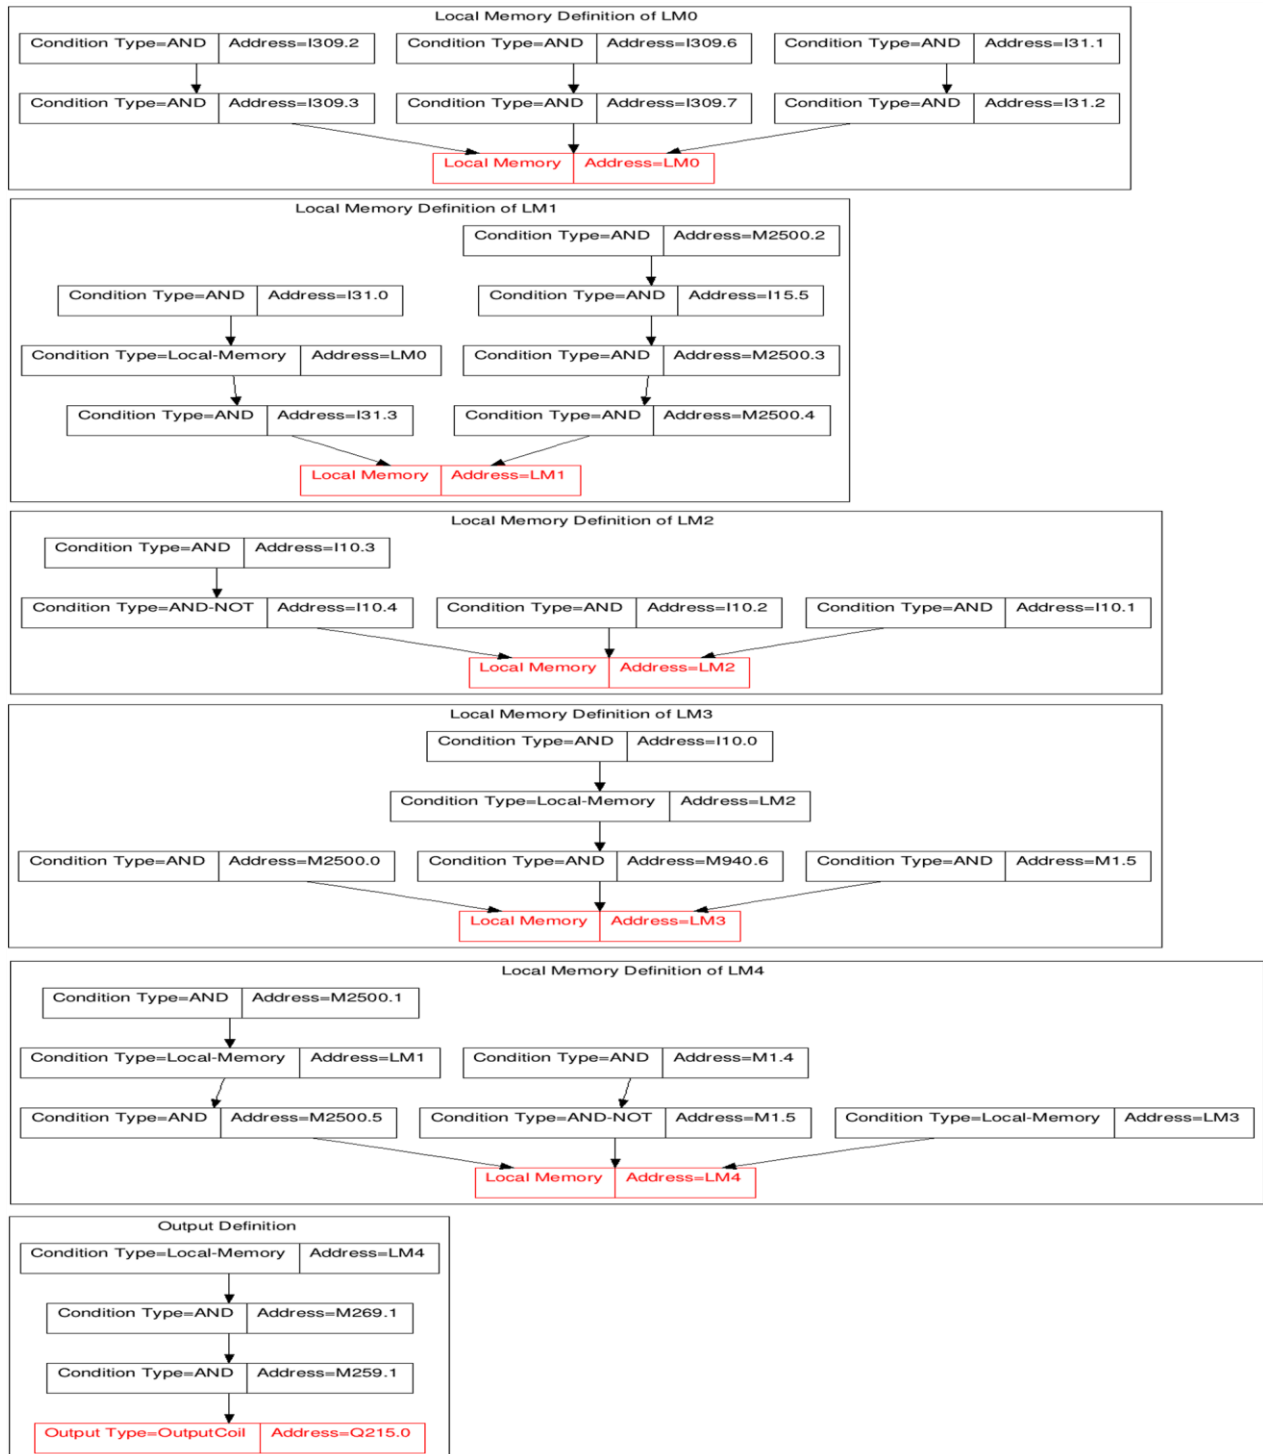 Local Memory Definition of LM0
Condition Type=AND Address=I309.2 Condition Type=AND Address=I309.6 Condition Type=AND Address=I31.1
Condition Type=AND Address=I309.3 Condition Type=AND Address=I309.7 Condition Type=AND Address=I31.2
Local Memory Address=LM0
Local Memory Definition of LM1
Condition Type=AND Address=M2500.2
Condition Type=AND Address=I31.0 Condition Type=AND Address=I15.5
Condition Type=Local-Memory Address=LM0 Condition Type=AND Address=M2500.3
Condition Type=AND Address=I31.3 Condition Type=AND Address=M2500.4
Local Memory Address=LM1
Local Memory Definition of LM2
Condition Type=AND Address=I10.3
Condition Type=AND-NOT Address=I10.4 Condition Type=AND Address=I10.2 Condition Type=AND Address=I10.1
Local Memory Address=LM2
Local Memory Definition of LM3
Condition Type=AND Address=I10.0
Condition Type=Local-Memory Address=LM2
Condition Type=AND Address=M2500.0 Condition Type=AND Address=M940.6 Condition Type=AND Address=M1.5
Local Memory Address=LM3
Local Memory Definition of LM4
Condition Type=AND Address=M2500.1
Condition Type=Local-Memory Address=LM1 Condition Type=AND Address=M1.4
Condition Type=AND Address=M2500.5 Condition Type=AND-NOT Address=M1.5 Condition Type=Local-Memory Address=LM3
Local Memory Address=LM4
Output Definition
Condition Type=Local-Memory Address=LM4
Condition Type=AND Address=M269.1
Condition Type=AND Address=M259.1
Output Type=OutputCoil Address=Q215.0